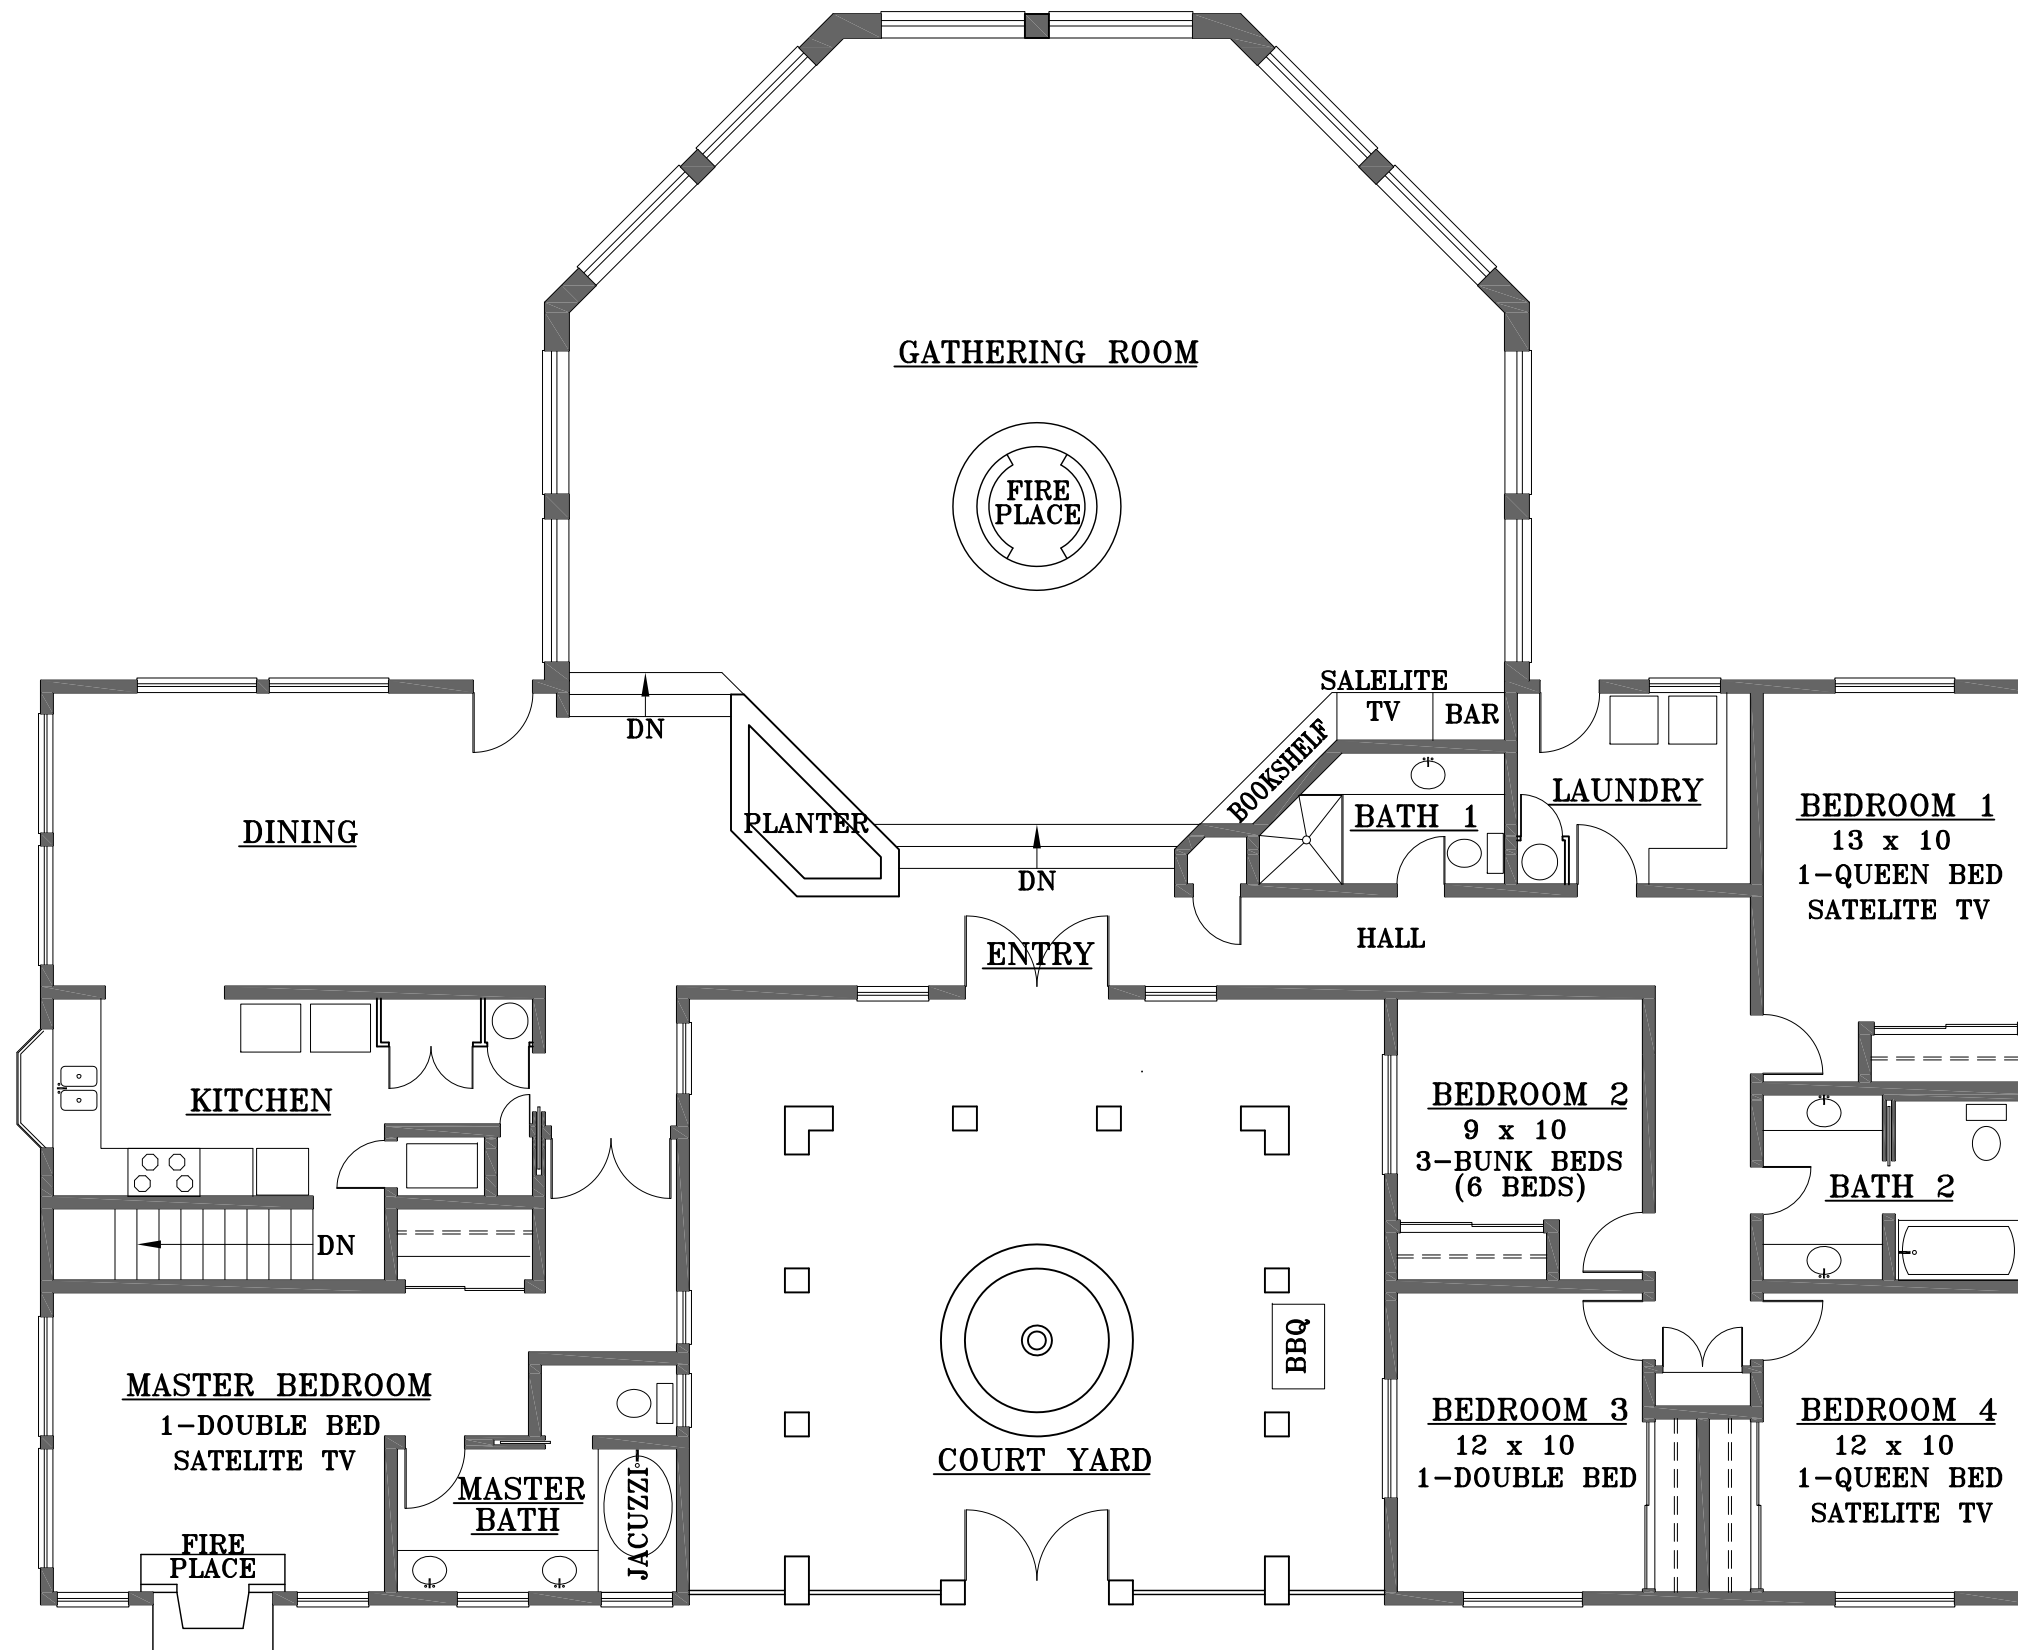 GATHERING ROOM
FIRE
PLACE
SALELITE
TV
BAR
BOOKSHELF
DN
PLANTER
DN
DINING
BATH 1
LAUNDRY
BEDROOM 1
13 x 10
1-QUEEN BED
SATELITE TV
HALL
ENTRY
KITCHEN
DN
BEDROOM 2
9 x 10
3-BUNK BEDS
(6 BEDS)
BATH 2
BBQ
COURT YARD
MASTER BEDROOM
1-DOUBLE BED
SATELITE TV
FIRE
PLACE
MASTER
BATH
JACUZZI
BEDROOM 3
12 x 10
1-DOUBLE BED
BEDROOM 4
12 x 10
1-QUEEN BED
SATELITE TV